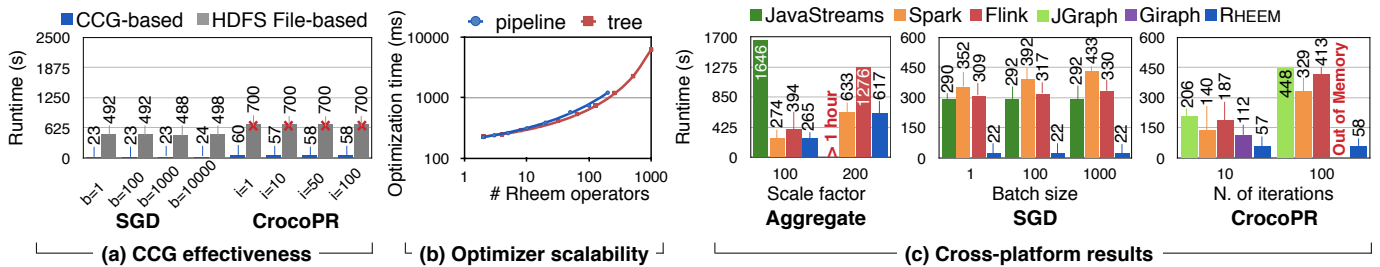 CCG-based HDFS File-based
Runtime (s)
2500
1875
1250
625
0
23 492 23 492 23 488 24 498 60 700 57 700 58 700 58 700
b=1 b=100 b=1000 b=10000 i=1 i=10 i=50 i=100
SGD CrocoPR
(a) CCG effectiveness
pipeline tree
Optimization time (ms)
10000
1000
100
1 10 100 1000
# Rheem operators
(b) Optimizer scalability
JavaStreams Spark Flink JGraph Giraph RHEEM
Runtime (s)
1700
1275
850
425
0
1646 274 394 265 > 1 hour 633 1276 617
100 200
Scale factor
Aggregate
600
450
300
150
0
290 352 309 22 292 392 317 22 292 433 330 22
1 100 1000
Batch size
SGD
600
450
300
150
0
206 140 187 112 57 448 329 413 Out of Memory 58
10 100
N. of iterations
CrocoPR
(c) Cross-platform results